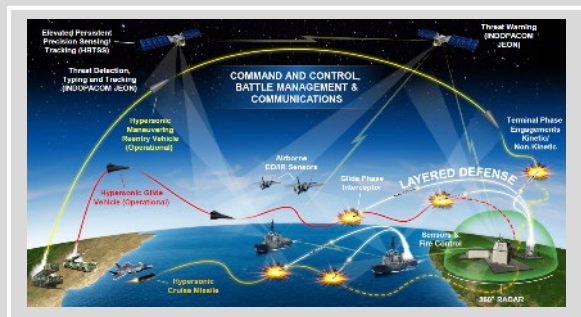 Elevated Persistent
Precision Sensing/
Tracking (HBTSS)
Threat Warning
(INDOPACOM
JEON)
Threat Detection,
Typing and Tracking
(INDOPACOM JEON)
COMMAND AND CONTROL,
BATTLE MANAGEMENT &
COMMUNICATIONS
Hypersonic
Maneuvering
Reentry Vehicle
(Operational)
Terminal Phase
Engagements
Kinetic/
Non Kinetic
Airborne
EO/IR Sensors
Glide Phase
Interceptor
LAYERED DEFENSE
Hypersonic Glide
Vehicle (Operational)
Sensors
Fire Control
Hypersonic
Cruise Missile
360° RADAR